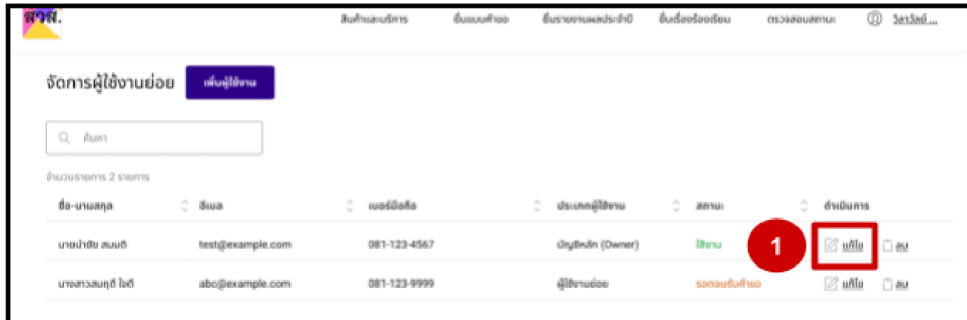 สวส.
สินค้าและบริการ ยื่นแบบคำขอ ยื่นรายงานผลประจำปี ยื่นเรื่องร้องเรียน ตรวจสอบสถานะ วิลาวัลย์ ...
จัดการผู้ใช้งานย่อย เพิ่มผู้ใช้งาน
ค้นหา
จำนวนรายการ 2 รายการ
ชื่อ-นามสกุล อีเมล เบอร์มือถือ ประเภทผู้ใช้งาน สถานะ ดำเนินการ
นายนำชัย สมมติ test@example.com 081-123-4567 บัญชีหลัก (Owner) ใช้งาน 1 แก้ไข ลบ
นางสาวสมฤดี ใจดี abc@example.com 081-123-9999 ผู้ใช้งานย่อย รอตอบรับคำขอ แก้ไข ลบ